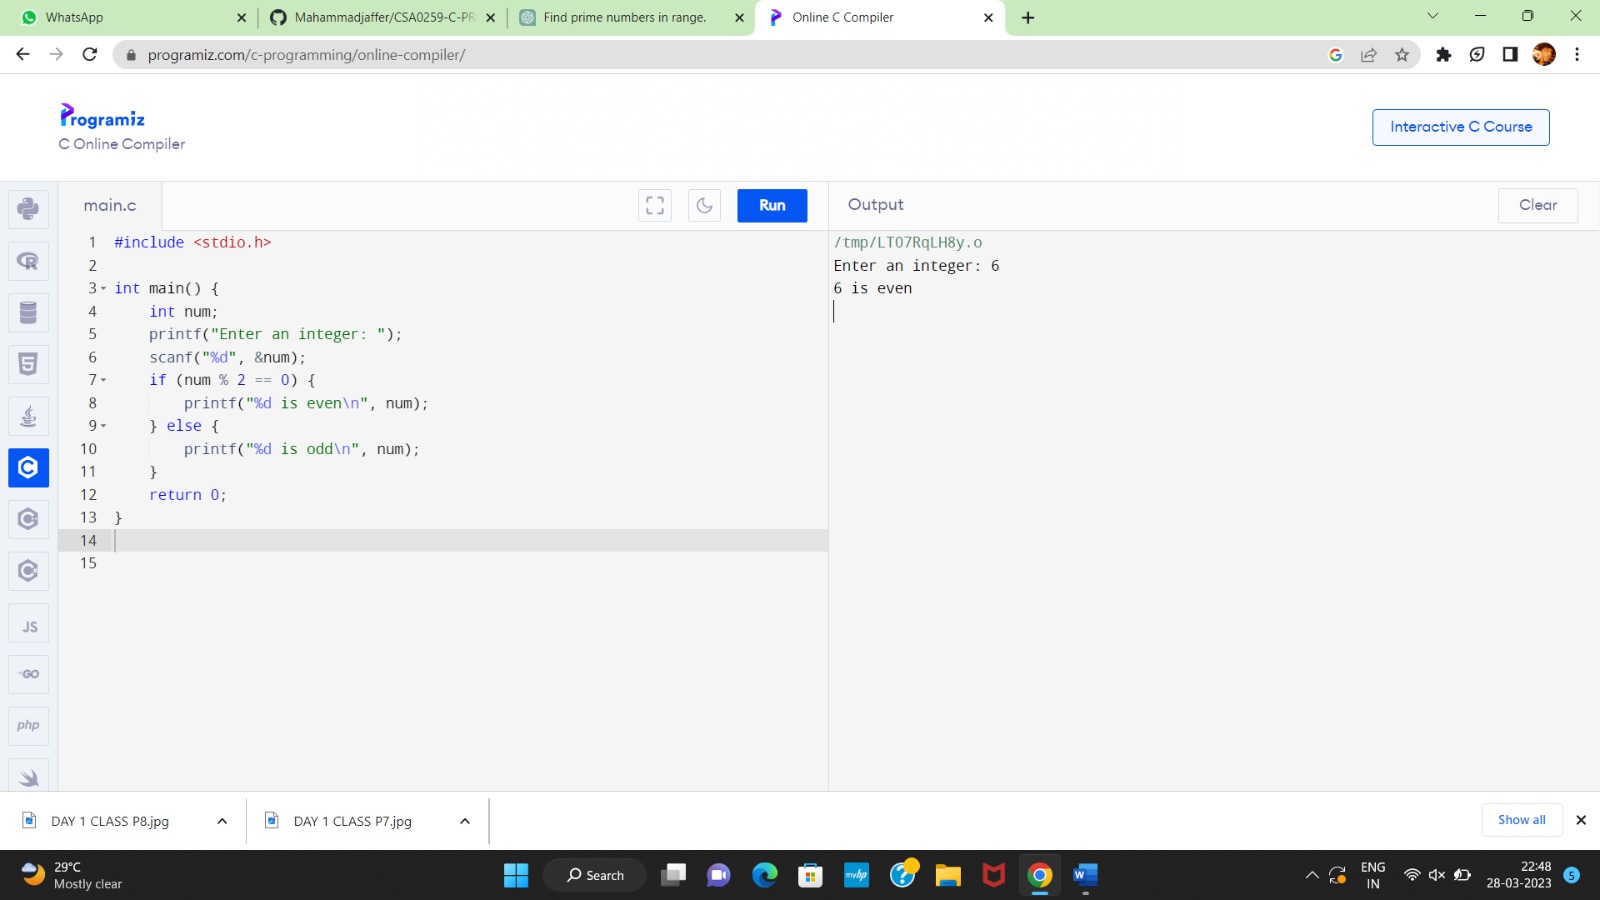 WhatsApp
Mahammadjaffer/CSA0259-C-PR
Find prime numbers in range.
Online C Compiler
programiz.com/c-programming/online-compiler/
Programiz
C Online Compiler
Interactive C Course
main.c
Run
Output
Clear
1 #include <stdio.h>
2
3 int main() {
4 int num;
5 printf("Enter an integer: ");
6 scanf("%d", &num);
7 if (num % 2 == 0) {
8 printf("%d is even\n", num);
9 } else {
10 printf("%d is odd\n", num);
11 }
12 return 0;
13 }
14
15
/tmp/LTO7RqLH8y.o
Enter an integer: 6
6 is even
JS
GO
php
DAY 1 CLASS P8.jpg
DAY 1 CLASS P7.jpg
Show all
29°C
Mostly clear
Search
myhp
W
ENG
IN
22:48
28-03-2023
5